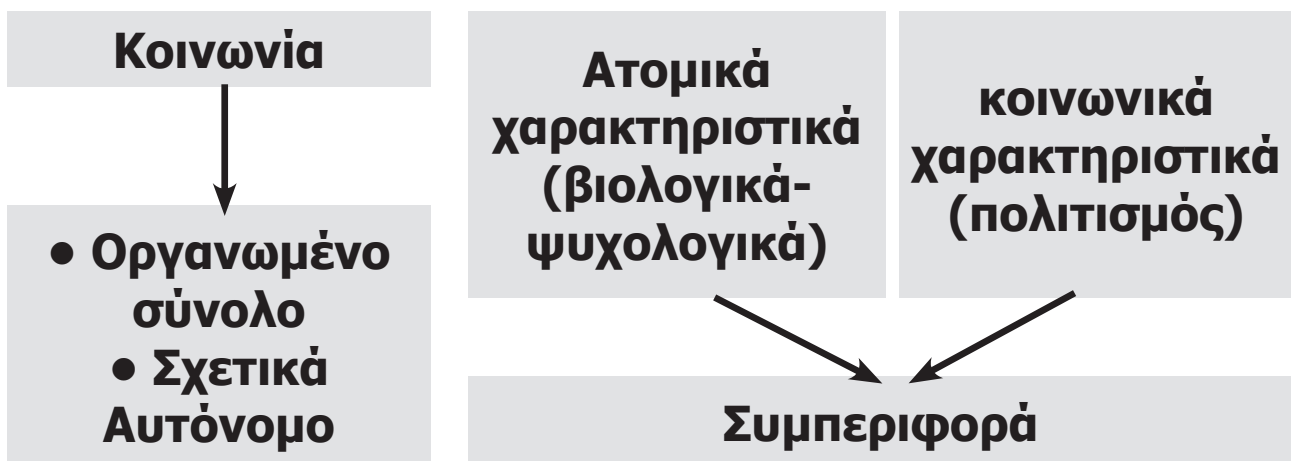 Κοινωνία
• Οργανωμένο
σύνολο
• Σχετικά
Αυτόνομο
Ατομικά
χαρακτηριστικά
(βιολογικά-
ψυχολογικά)
κοινωνικά
χαρακτηριστικά
(πολιτισμός)
Συμπεριφορά